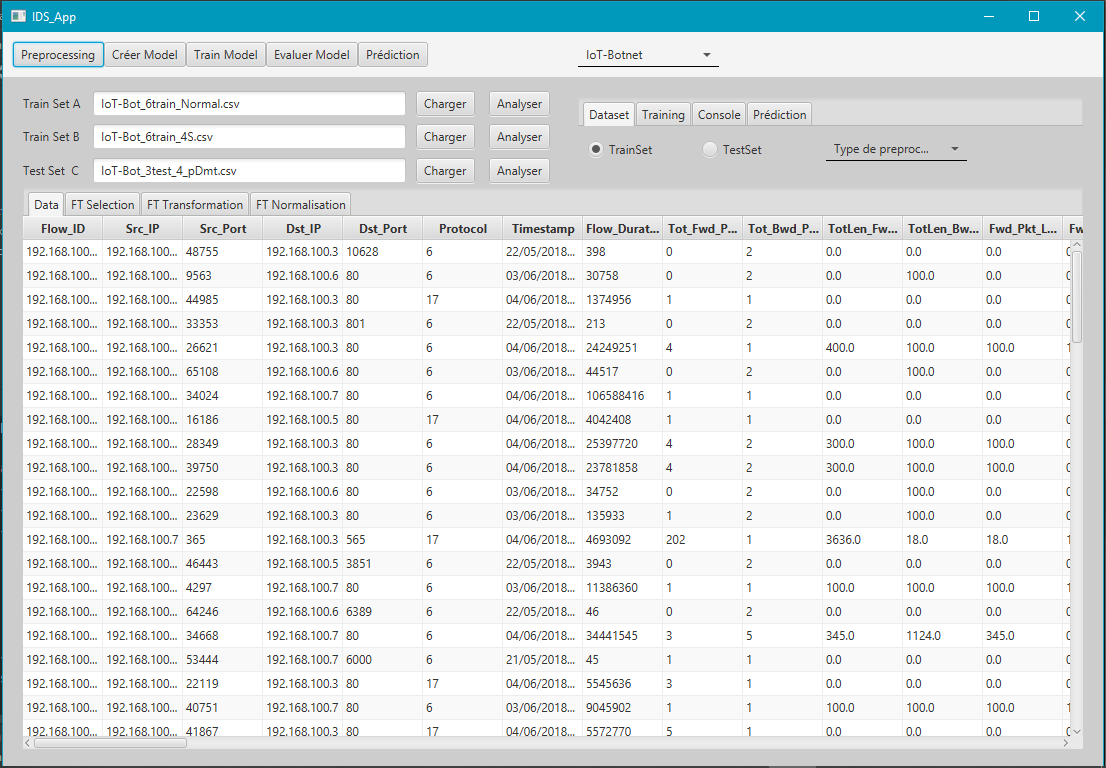 IDS_App
Preprocessing Créer Model Train Model Evaluer Model Prédiction IoT-Botnet
Train Set A IoT-Bot_6train_Normal.csv Charger Analyser
Train Set B IoT-Bot_6train_4S.csv Charger Analyser
Test Set C IoT-Bot_3test_4_pDmt.csv Charger Analyser
Dataset Training Console Prédiction
TrainSet TestSet Type de preproc...
Data FT Selection FT Transformation FT Normalisation
Flow_ID Src_IP Src_Port Dst_IP Dst_Port Protocol Timestamp Flow_Durat... Tot_Fwd_P... Tot_Bwd_P... TotLen_Fw... TotLen_Bw... Fwd_Pkt_L... Fw
192.168.100... 192.168.100... 48755 192.168.100.3 10628 6 22/05/2018... 398 0 2 0.0 0.0 0.0
192.168.100... 192.168.100... 9563 192.168.100.6 80 6 03/06/2018... 30758 0 2 0.0 100.0 0.0
192.168.100... 192.168.100... 44985 192.168.100.3 80 17 04/06/2018... 1374956 1 1 0.0 0.0 0.0
192.168.100... 192.168.100... 33353 192.168.100.3 801 6 22/05/2018... 213 0 2 0.0 0.0 0.0
192.168.100... 192.168.100... 26621 192.168.100.3 80 6 04/06/2018... 24249251 4 1 400.0 100.0 100.0 1
192.168.100... 192.168.100... 65108 192.168.100.6 80 6 03/06/2018... 44517 0 2 0.0 100.0 0.0
192.168.100... 192.168.100... 34024 192.168.100.7 80 6 04/06/2018... 106588416 1 1 0.0 0.0 0.0
192.168.100... 192.168.100... 16186 192.168.100.5 80 17 04/06/2018... 4042408 1 1 0.0 0.0 0.0
192.168.100... 192.168.100... 28349 192.168.100.3 80 6 04/06/2018... 25397720 4 2 300.0 100.0 100.0
192.168.100... 192.168.100... 39750 192.168.100.3 80 6 04/06/2018... 23781858 4 2 300.0 100.0 100.0
192.168.100... 192.168.100... 22598 192.168.100.6 80 6 03/06/2018... 34752 0 2 0.0 100.0 0.0
192.168.100... 192.168.100... 23629 192.168.100.3 80 6 03/06/2018... 135933 1 2 0.0 100.0 0.0
192.168.100... 192.168.100.7 365 192.168.100.3 565 17 04/06/2018... 4693092 202 1 3636.0 18.0 18.0 1
192.168.100... 192.168.100... 46443 192.168.100.5 3851 6 22/05/2018... 3943 0 2 0.0 0.0 0.0
192.168.100... 192.168.100... 4297 192.168.100.7 80 6 03/06/2018... 11386360 1 1 100.0 100.0 100.0 1
192.168.100... 192.168.100... 64246 192.168.100.6 6389 6 22/05/2018... 46 0 2 0.0 0.0 0.0
192.168.100... 192.168.100... 34668 192.168.100.7 80 6 04/06/2018... 34441545 3 5 345.0 1124.0 345.0
192.168.100... 192.168.100... 53444 192.168.100.7 6000 6 21/05/2018... 45 1 1 0.0 0.0 0.0
192.168.100... 192.168.100... 22119 192.168.100.3 80 17 04/06/2018... 5545636 3 1 0.0 0.0 0.0
192.168.100... 192.168.100... 40751 192.168.100.7 80 6 03/06/2018... 9045902 1 1 100.0 100.0 100.0 1
192.168.100... 192.168.100... 41867 192.168.100.3 80 17 04/06/2018... 5572770 5 1 0.0 0.0 0.0